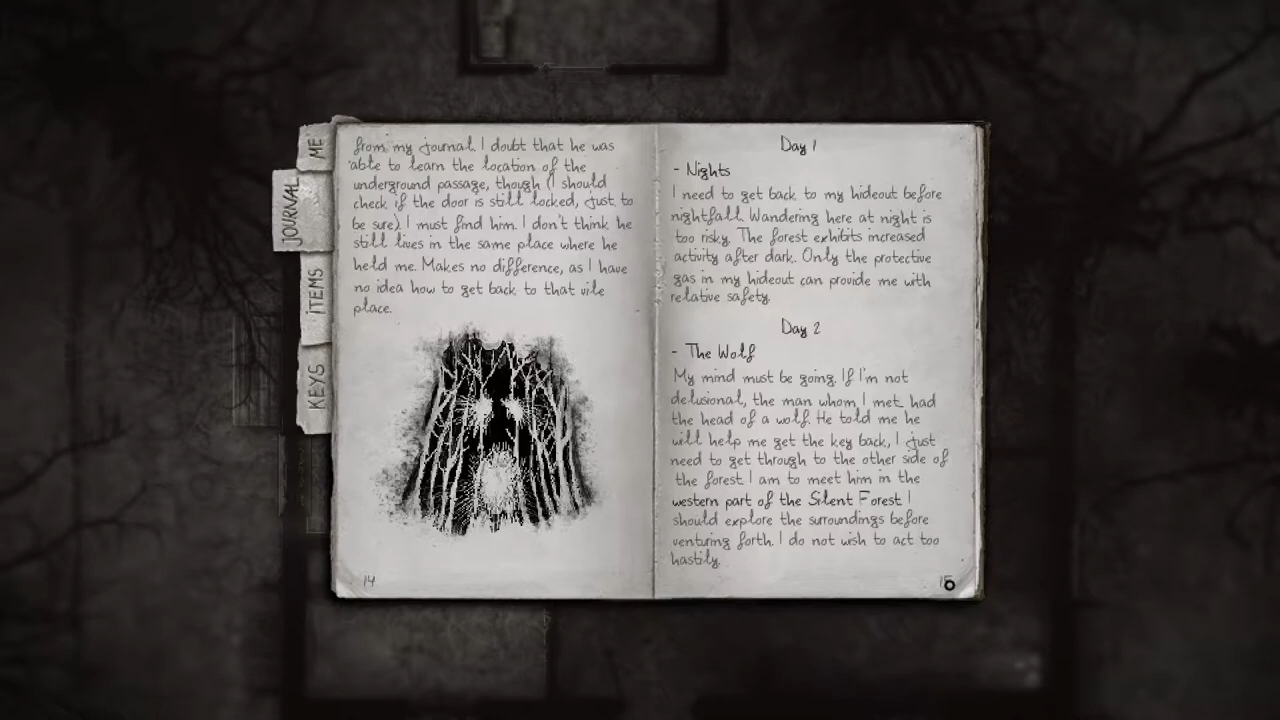 ME
JOURNAL
ITEMS
KEYS
from my journal. I doubt that he was
able to learn the location of the
underground passage, though (I should
check if the door is still locked, just to
be sure). I must find him. I don't think he
still lives in the same place where he
held me. Makes no difference, as I have
no idea how to get back to that vile
place.
14
Day 1
- Nights
I need to get back to my hideout before
nightfall. Wandering here at night is
too risky. The forest exhibits increased
activity after dark. Only the protective
gas in my hideout can provide me with
relative safety.
Day 2
- The Wolf
My mind must be going. If I'm not
delusional, the man whom I met had
the head of a wolf. He told me he
will help me get the key back, I just
need to get through to the other side of
the forest. I am to meet him in the
western part of the Silent Forest. I
should explore the surroundings before
venturing forth. I do not wish to act too
hastily.
15